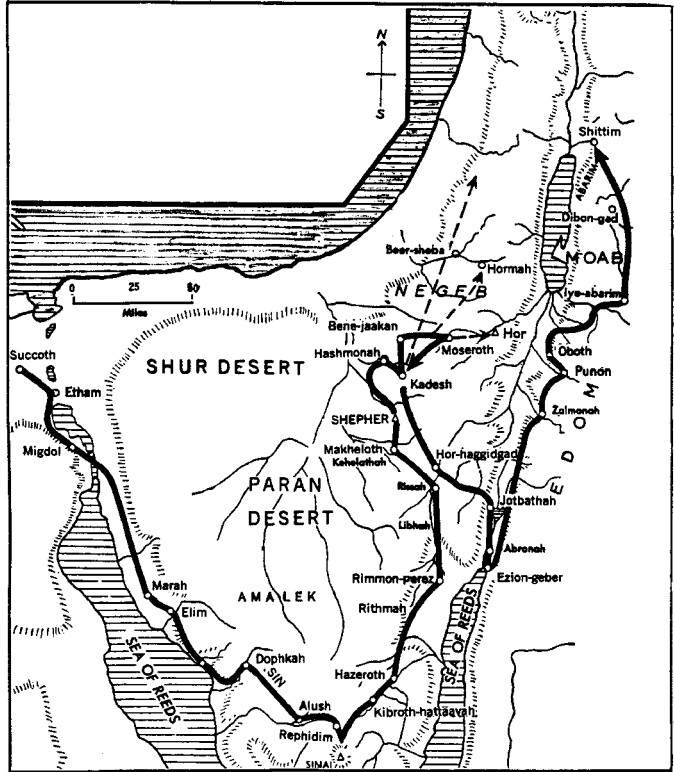 N
S
Shittim
ABARIM
Dibon-gad
MOAB
Beer-sheba
Hormah
NEGEB
Iye-abarim
0 25 50
Miles
Bene-jaakan
Moseroth
Hor
Hashmonah
Oboth
SHUR DESERT
Succoth
Kadesh
Punon
Etham
Zalmonah
SHEPHER
EDOM
Migdol
Makheloth
Kehelathah
Hor-haggidgad
PARAN
DESERT
Rissah
Jotbathah
Libhah
Abronah
Rimmon-perez
Ezion-geber
Marah
AMALEK
Rithmah
Elim
SEA OF REEDS
SEA OF REEDS
Dophkah
SIN
Hazeroth
Alush
Kibroth-hattaavah
Rephidim
SINAI